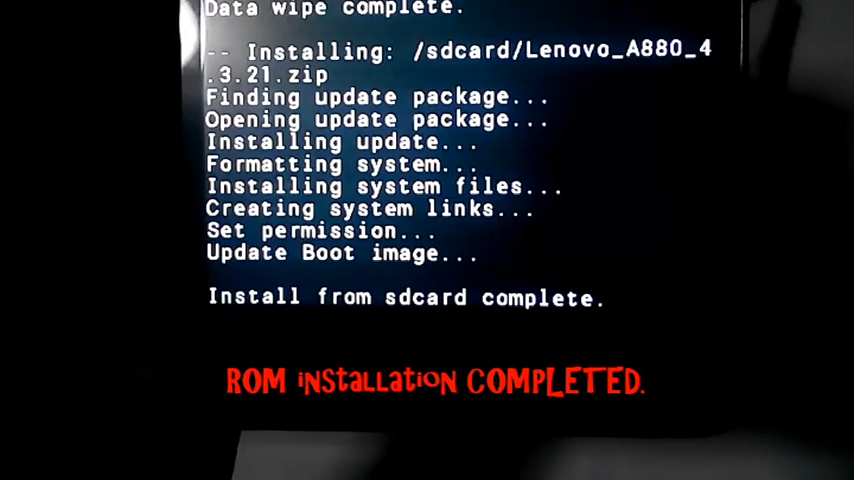 Data wipe complete.
-- Installing: /sdcard/Lenovo_A880_4
.3.21.zip
Finding update package...
Opening update package...
Installing update...
Formatting system...
Installing system files...
Creating system links...
Set permission...
Update Boot image...
Install from sdcard complete.
ROM installation COMPLETED.